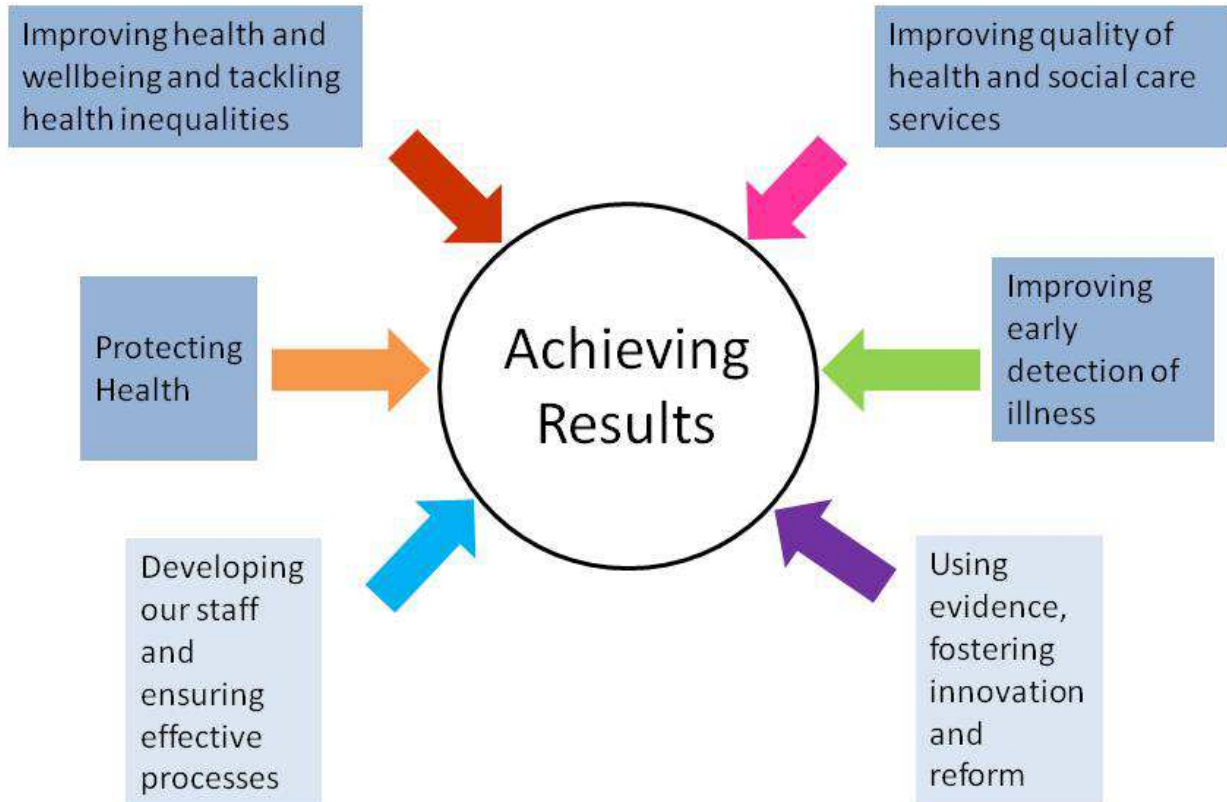 Improving health and
wellbeing and tackling
health inequalities
Improving quality of
health and social care
services
Protecting
Health
Achieving
Results
Improving
early
detection of
illness
Developing
our staff
and
ensuring
effective
processes
Using
evidence,
fostering
innovation
and
reform